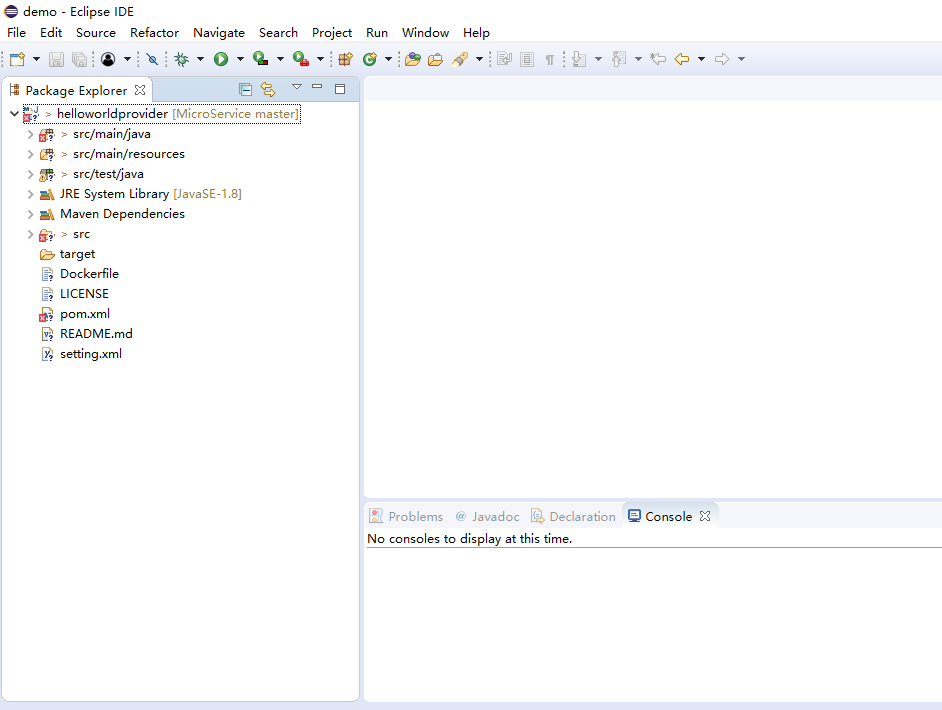 demo - Eclipse IDE
File Edit Source Refactor Navigate Search Project Run Window Help
Package Explorer
> helloworldprovider [MicroService master]
> src/main/java
> src/main/resources
> src/test/java
JRE System Library [JavaSE-1.8]
Maven Dependencies
> src
target
Dockerfile
LICENSE
pom.xml
README.md
setting.xml
Problems @ Javadoc Declaration Console
No consoles to display at this time.